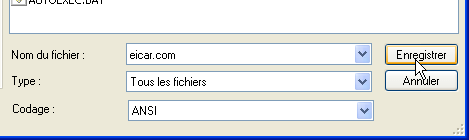 AUTOEXEC.BAT
Nom du fichier : eicar.com Enregistrer
Type : Tous les fichiers Annuler
Codage : ANSI